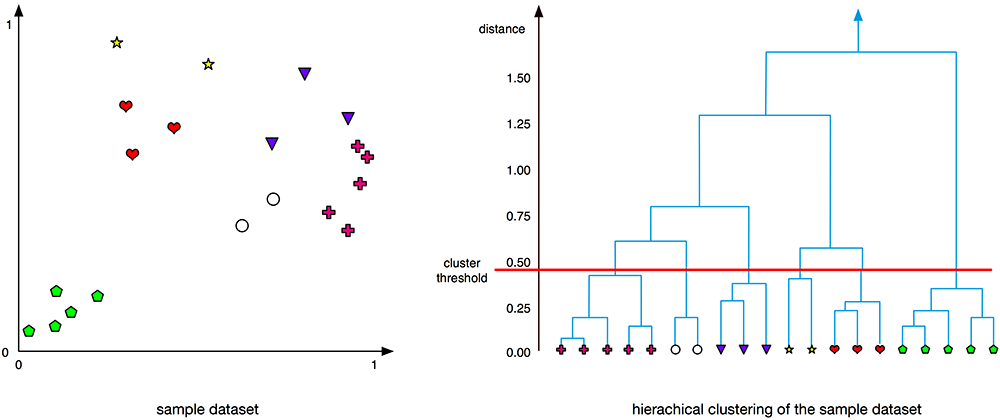 1
0
0
1
sample dataset
distance
1.50
1.25
1.00
0.75
0.50
cluster
threshold
0.25
0.00
hierachical clustering of the sample dataset